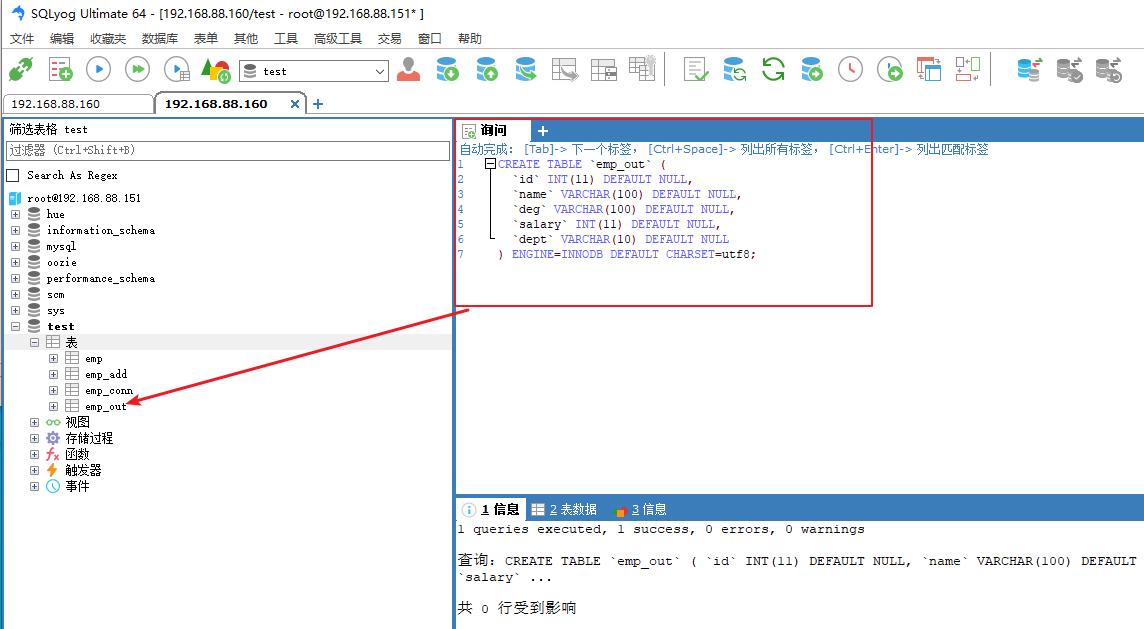 SQLyog Ultimate 64 - [192.168.88.160/test - root@192.168.88.151* ]
文件 编辑 收藏夹 数据库 表单 其他 工具 高级工具 交易 窗口 帮助
test
192.168.88.160 192.168.88.160 × +
筛选表格 test
过滤器 (Ctrl+Shift+B)
Search As Regex
root@192.168.88.151
hue
information_schema
mysql
oozie
performance_schema
scm
sys
test
表
emp
emp_add
emp_conn
emp_out
视图
存储过程
函数
触发器
事件
询问 +
自动完成： [Tab]-> 下一个标签， [Ctrl+Space]-> 列出所有标签， [Ctrl+Enter]-> 列出匹配标签
1 CREATE TABLE `emp_out` (
2 `id` INT(11) DEFAULT NULL,
3 `name` VARCHAR(100) DEFAULT NULL,
4 `deg` VARCHAR(100) DEFAULT NULL,
5 `salary` INT(11) DEFAULT NULL,
6 `dept` VARCHAR(10) DEFAULT NULL
7 ) ENGINE=INNODB DEFAULT CHARSET=utf8;
1 信息 2 表数据 3 信息
1 queries executed, 1 success, 0 errors, 0 warnings
查询：CREATE TABLE `emp_out` ( `id` INT(11) DEFAULT NULL, `name` VARCHAR(100) DEFAULT
`salary` ...
共 0 行受到影响